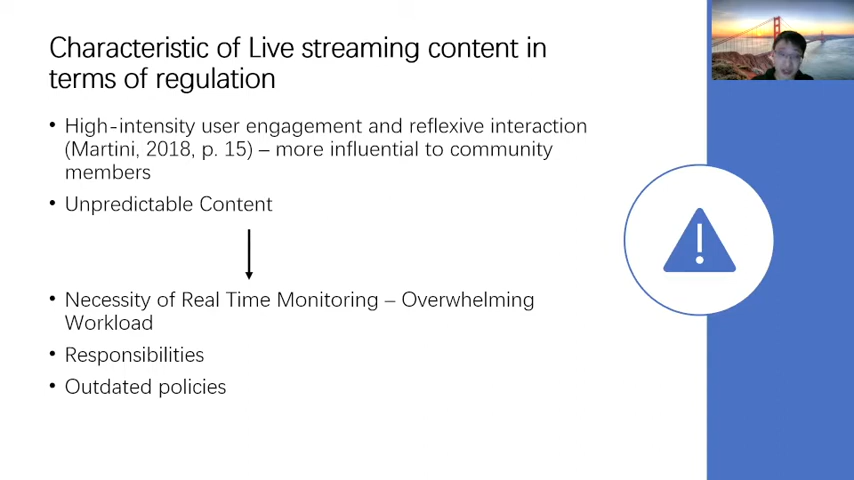 Characteristic of Live streaming content in
terms of regulation
• High-intensity user engagement and reflexive interaction
(Martini, 2018, p. 15) – more influential to community
members
• Unpredictable Content
• Necessity of Real Time Monitoring – Overwhelming
Workload
• Responsibilities
• Outdated policies